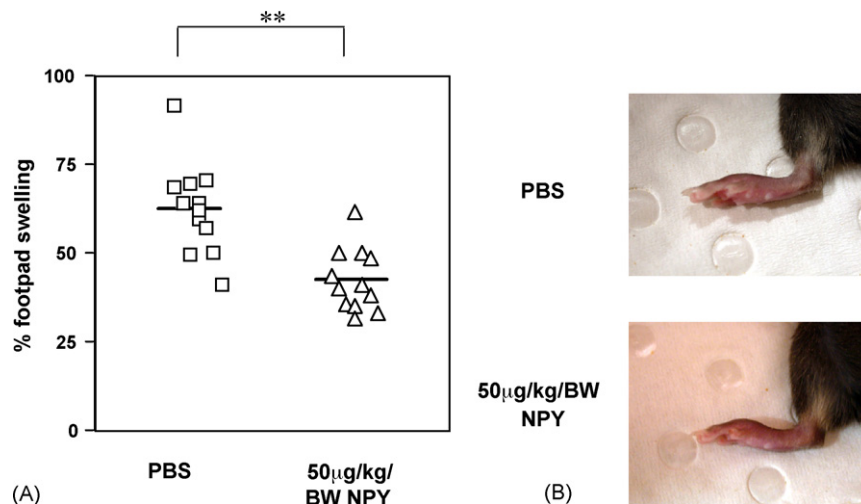 **
100
75
50
25
0
% footpad swelling
PBS
50μg/kg/
BW NPY
(A)
PBS
50μg/kg/BW
NPY
(B)